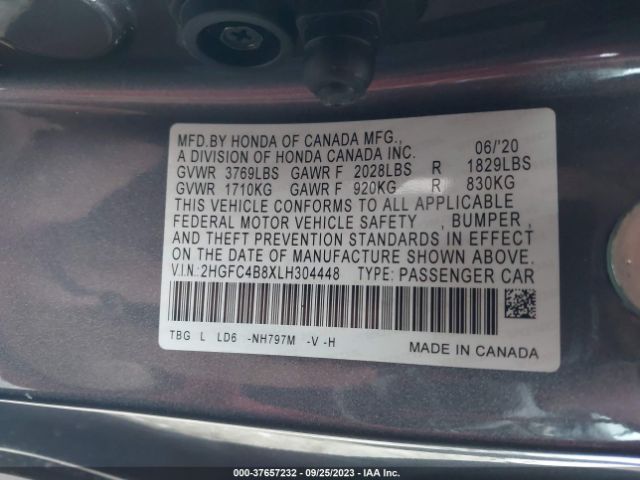 MFD.BY HONDA OF CANADA MFG., 06/'20
A DIVISION OF HONDA CANADA INC.
GVWR 3769LBS GAWR F 2028LBS R 1829LBS
GVWR 1710KG GAWR F 920KG R 830KG
THIS VEHICLE CONFORMS TO ALL APPLICABLE
FEDERAL MOTOR VEHICLE SAFETY , BUMPER ,
AND THEFT PREVENTION STANDARDS IN EFFECT
ON THE DATE OF MANUFACTURE SHOWN ABOVE.
V.I.N.: 2HGFC4B8XLH304448 TYPE: PASSENGER CAR
TBG L LD6 -NH797M -V -H
MADE IN CANADA
000-37657232 - 09/25/2023 - IAA Inc.